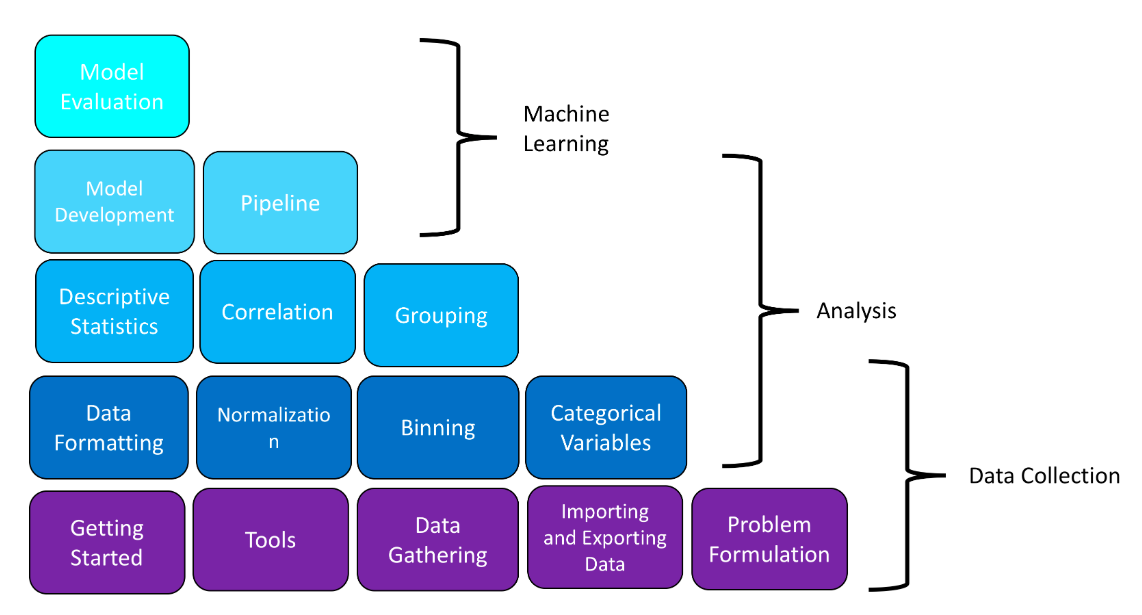 Model
Evaluation
Machine
Learning
Model
Development
Pipeline
Descriptive
Statistics
Correlation
Grouping
Analysis
Data
Formatting
Normalizatio
n
Binning
Categorical
Variables
Data Collection
Getting
Started
Tools
Data
Gathering
Importing
and Exporting
Data
Problem
Formulation